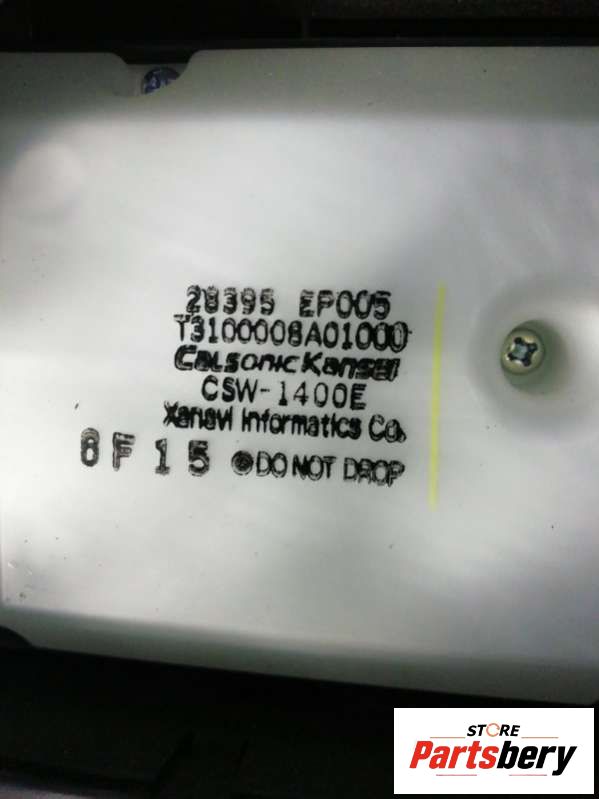 28395 EP005
T3100008A01000
CalsonicKansei
CSW-1400E
Xanavi Informatics Co.
8F15 DO NOT DROP
STORE
Partsbery